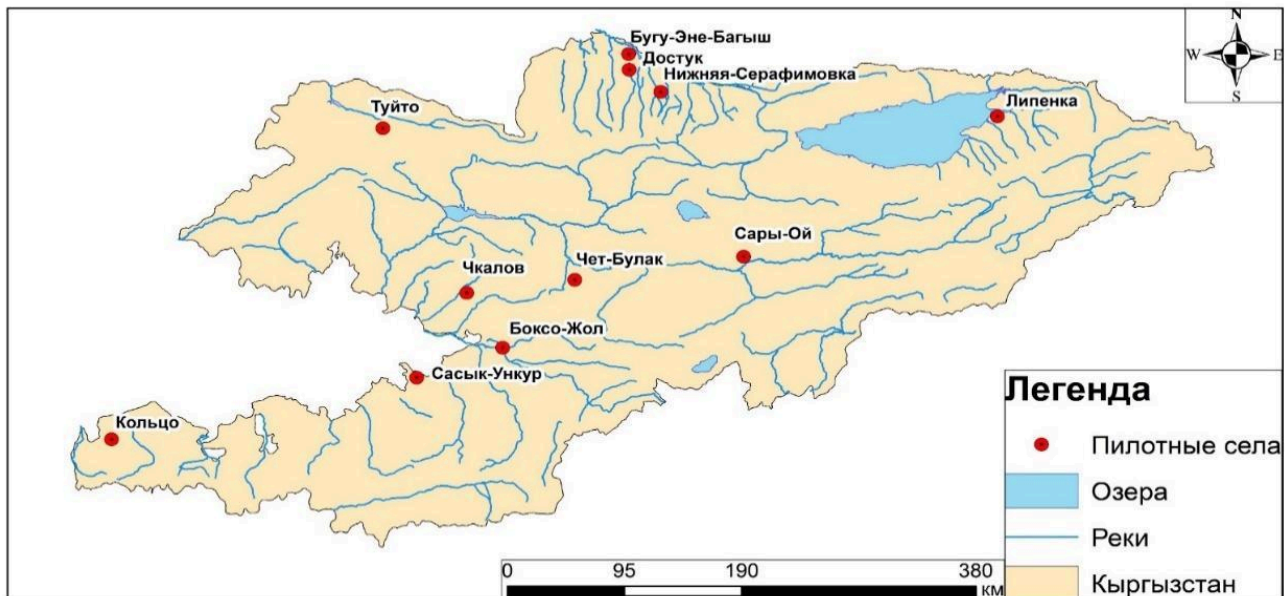 N
W E
S
Бугу-Эне-Багыш
Достук
Нижняя-Серафимовка
Туйто
Липенка
Сары-Ой
Чет-Булак
Чкалов
Боксо-Жол
Сасык-Ункур
Кольцо
Легенда
Пилотные села
Озера
Реки
Кыргызстан
0 95 190 380
км